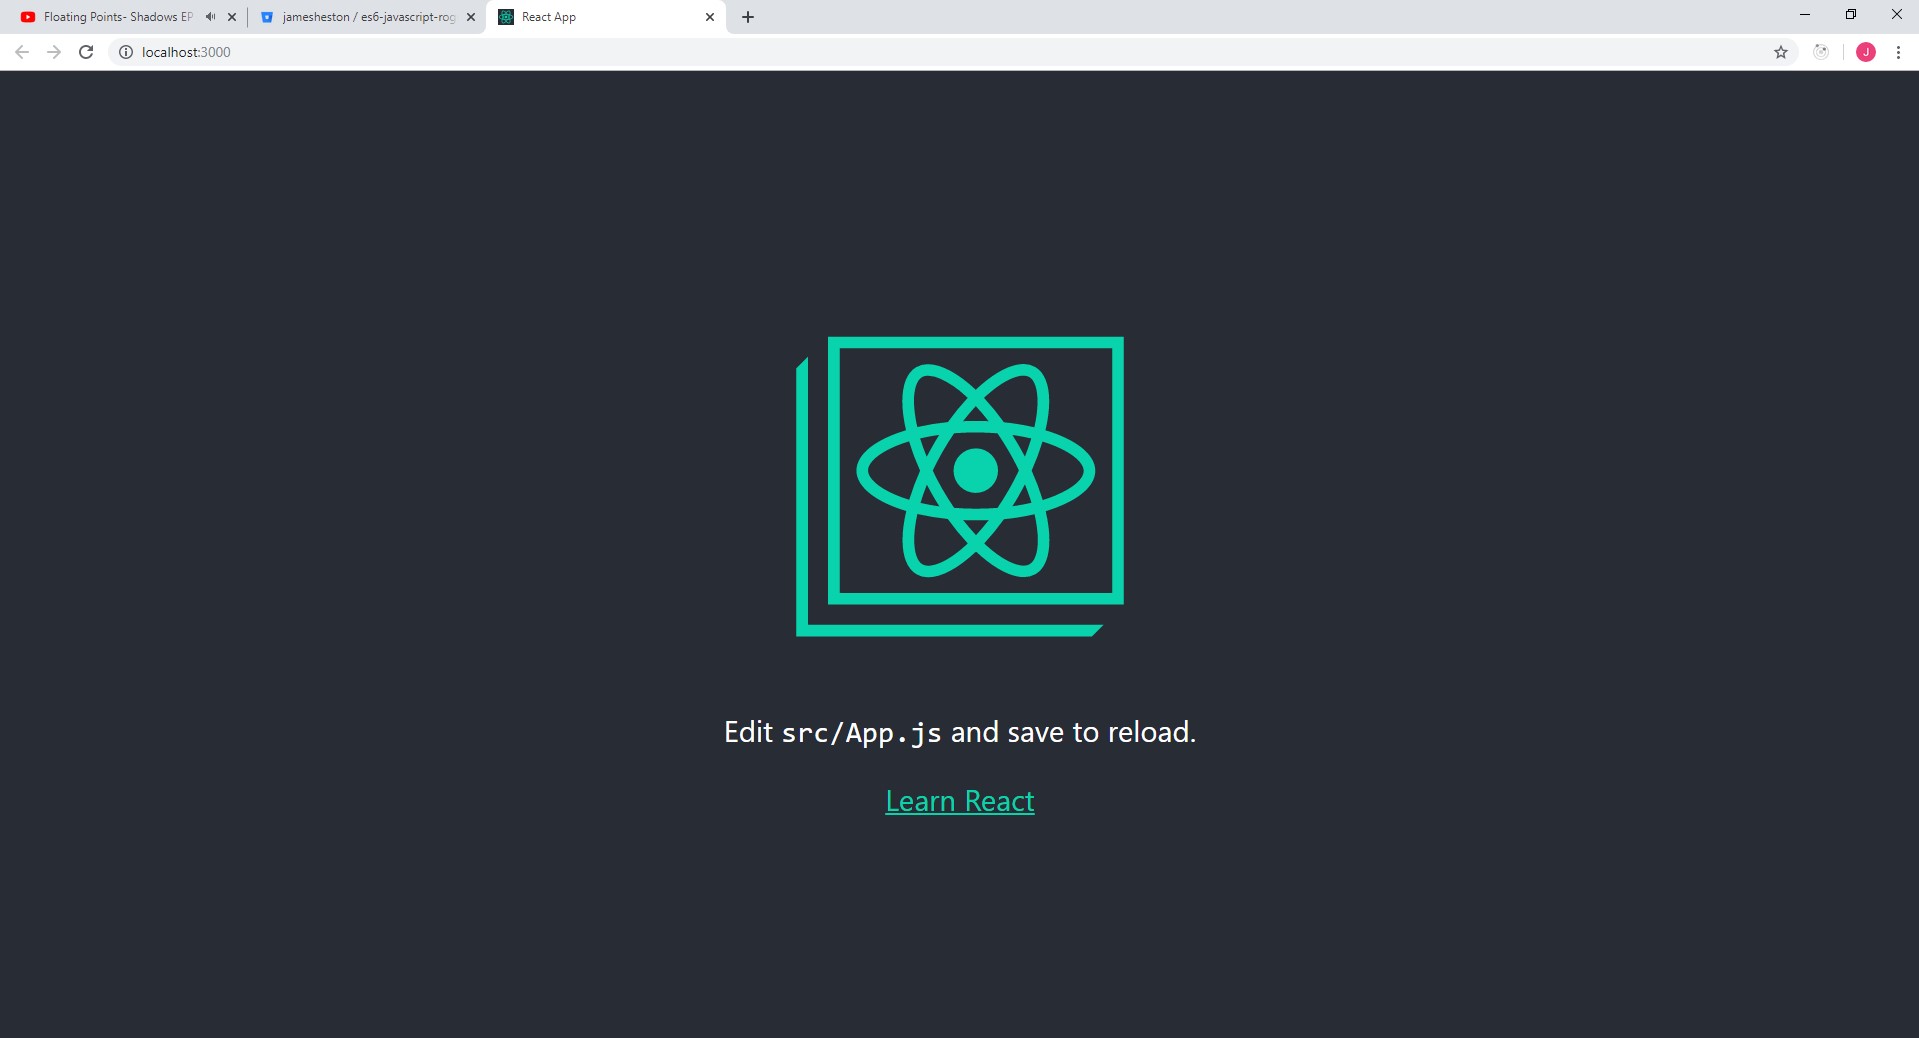 Floating Points- Shadows EP
jamesheston / es6-javascript-rog
React App
localhost:3000
J
Edit src/App.js and save to reload.
Learn React